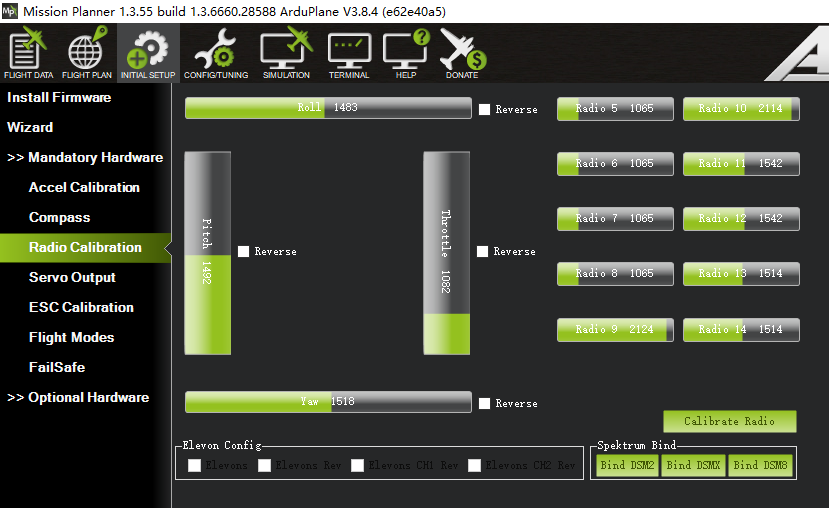 Mission Planner 1.3.55 build 1.3.6660.28588 ArduPlane V3.8.4 (e62e40a5)
FLIGHT DATA FLIGHT PLAN INITIAL SETUP CONFIG/TUNING SIMULATION TERMINAL HELP DONATE
Install Firmware
Wizard
>> Mandatory Hardware
Accel Calibration
Compass
Radio Calibration
Servo Output
ESC Calibration
Flight Modes
FailSafe
>> Optional Hardware
Roll 1483 Reverse
Pitch 1492 Reverse
Throttle 1082 Reverse
Yaw 1518 Reverse
Radio 5 1065 Radio 10 2114
Radio 6 1065 Radio 11 1542
Radio 7 1065 Radio 12 1542
Radio 8 1065 Radio 13 1514
Radio 9 2124 Radio 14 1514
Calibrate Radio
Elevon Config
Elevons Elevons Rev Elevons CH1 Rev Elevons CH2 Rev
Spektrum Bind
Bind DSM2 Bind DSMX Bind DSM8